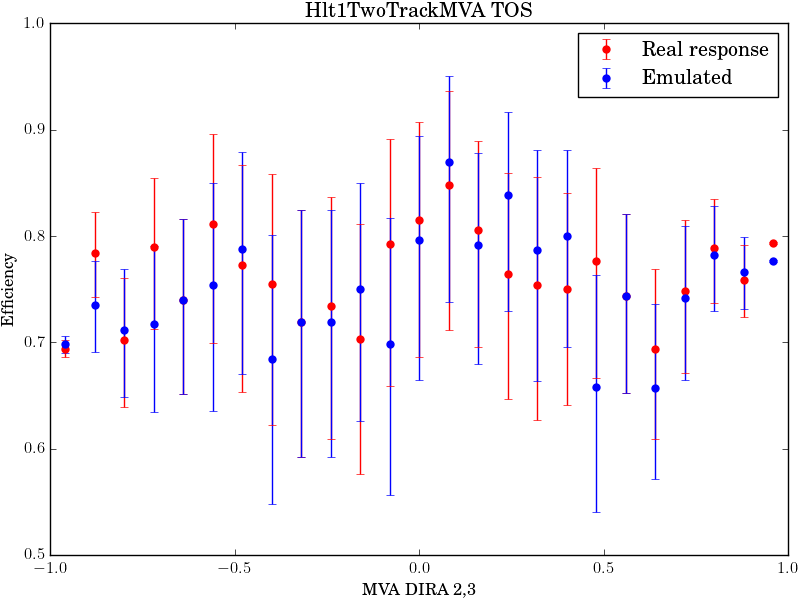 Hlt1TwoTrackMVA TOS
Real response
Emulated
Efficiency
1.0
0.9
0.8
0.7
0.6
0.5
−1.0 −0.5 0.0 0.5 1.0
MVA DIRA 2,3